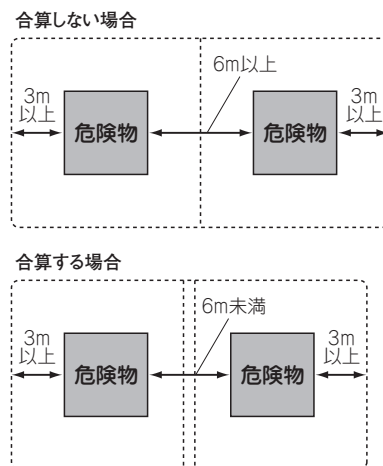 合算しない場合
6m以上
3m
以上
危険物
危険物
3m
以上
合算する場合
6m未満
3m
以上
危険物
危険物
3m
以上